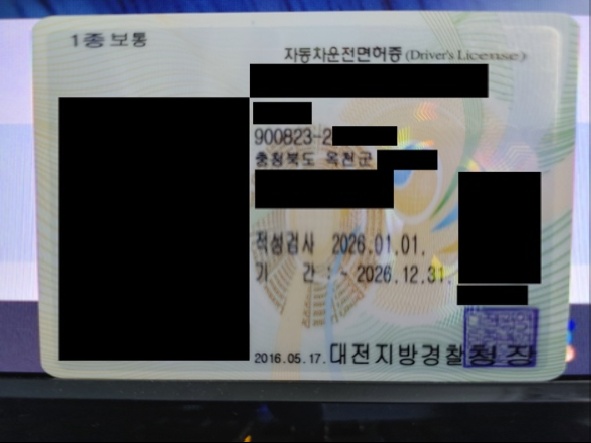 1종 보통
자동차운전면허증 (Driver's License)
900823-2
충청북도 옥천군
적성검사 2026.01.01.
기 간 : ~ 2026.12.31.
2016.05.17. 대전지방경찰청장